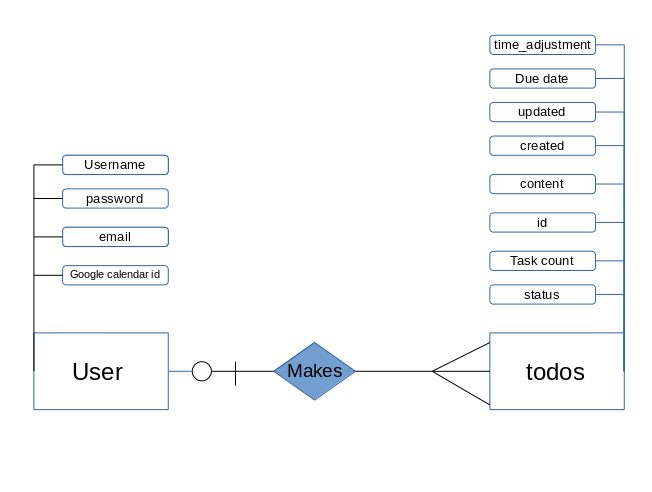 time_adjustment
Due date
updated
created
content
id
Task count
status
Username
password
email
Google calendar id
User
Makes
todos